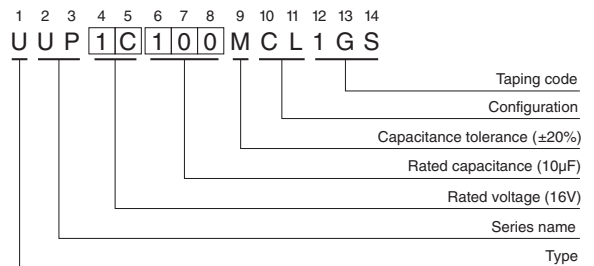 1 2 3 4 5 6 7 8 9 10 11 12 13 14
U U P 1 C 1 0 0 M C L 1 G S
Taping code
Configuration
Capacitance tolerance (±20%)
Rated capacitance (10µF)
Rated voltage (16V)
Series name
Type